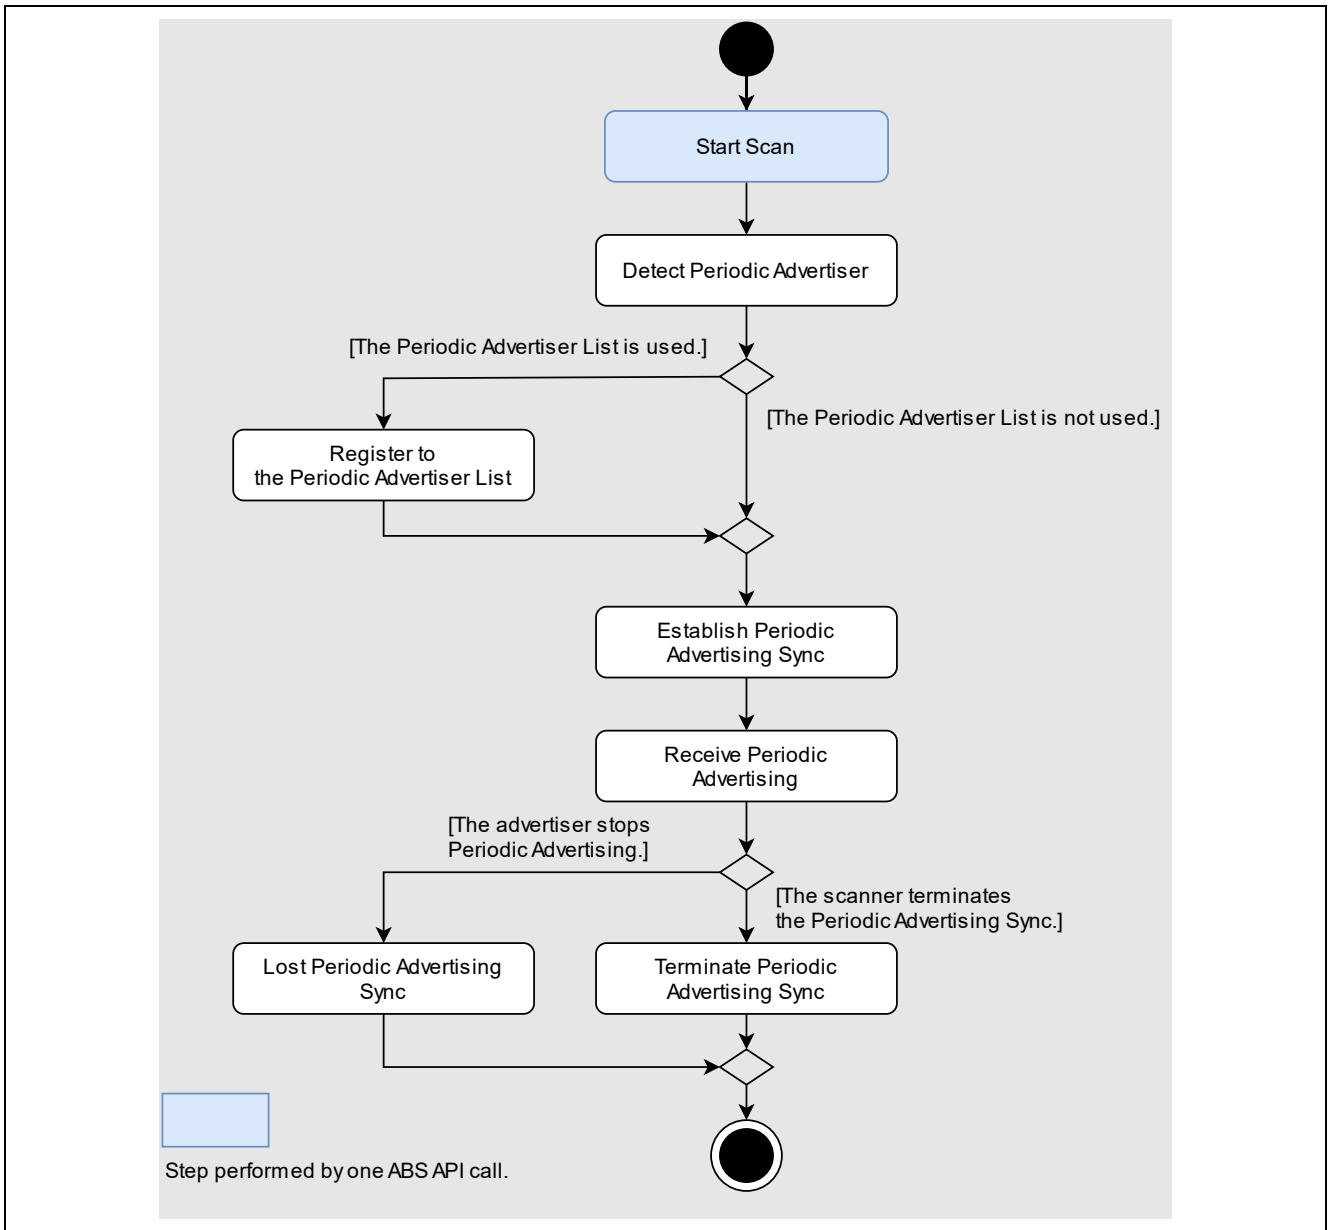 Start Scan
Detect Periodic Advertiser
[The Periodic Advertiser List is used.]
[The Periodic Advertiser List is not used.]
Register to
the Periodic Advertiser List
Establish Periodic
Advertising Sync
Receive Periodic
Advertising
[The advertiser stops
Periodic Advertising.]
[The scanner terminates
the Periodic Advertising Sync.]
Lost Periodic Advertising
Sync
Terminate Periodic
Advertising Sync
Step performed by one ABS API call.